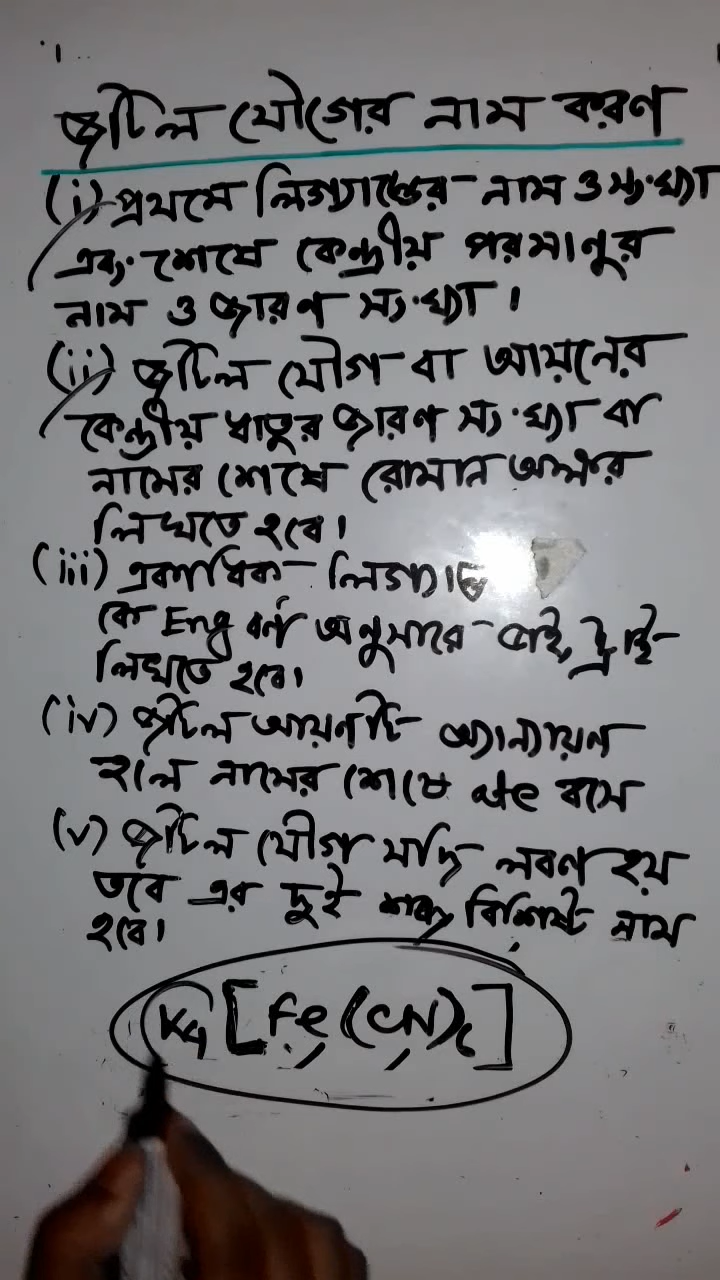 জটিল যৌগের নাম করণ
(i) প্রথমে লিগ্যান্ডের নাম ও সংখ্যা
এবং শেষে কেন্দ্রীয় পরমানুর
নাম ও জারণ সংখ্যা।
(ii) জটিল যৌগ বা আয়নের
কেন্দ্রীয় ধাতুর জারণ সংখ্যা বা
নামের শেষে রোমান অক্ষরে
লিখতে হবে।
(iii) একাধিক লিগ্যান্ড
কে Eng বর্ণ অনুসারে ডাই, ট্রাই
লিখতে হবে।
(iv) জটিল আয়ণটি অ্যানায়ন
হলে নামের শেষে ate বসে
(v) জটিল যৌগ যদি লবণ হয়
তবে এর দুই শব্দ বিশিষ্ট নাম
হবে।
K4 [Fe(CN)6]